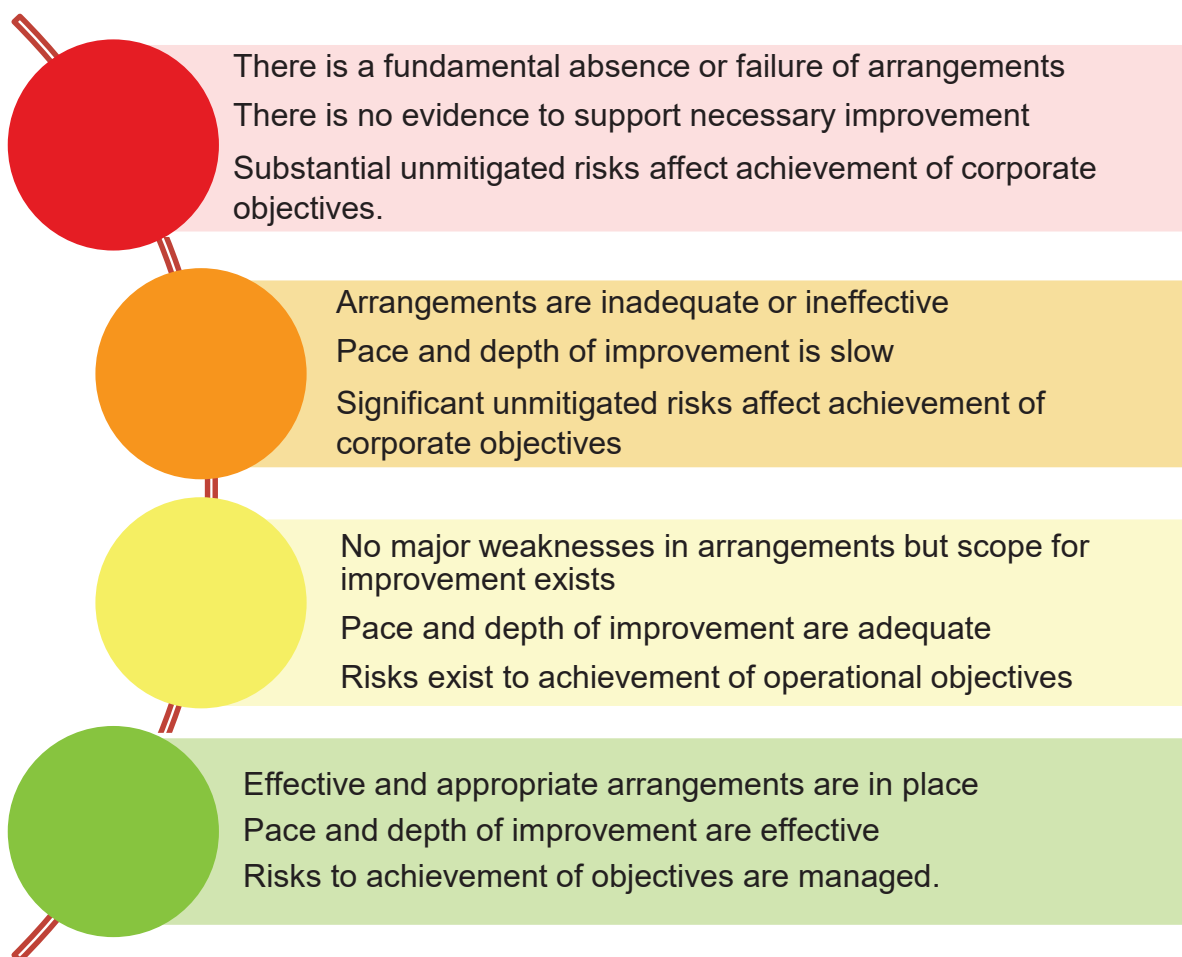 There is a fundamental absence or failure of arrangements
There is no evidence to support necessary improvement
Substantial unmitigated risks affect achievement of corporate
objectives.
Arrangements are inadequate or ineffective
Pace and depth of improvement is slow
Significant unmitigated risks affect achievement of
corporate objectives
No major weaknesses in arrangements but scope for
improvement exists
Pace and depth of improvement are adequate
Risks exist to achievement of operational objectives
Effective and appropriate arrangements are in place
Pace and depth of improvement are effective
Risks to achievement of objectives are managed.